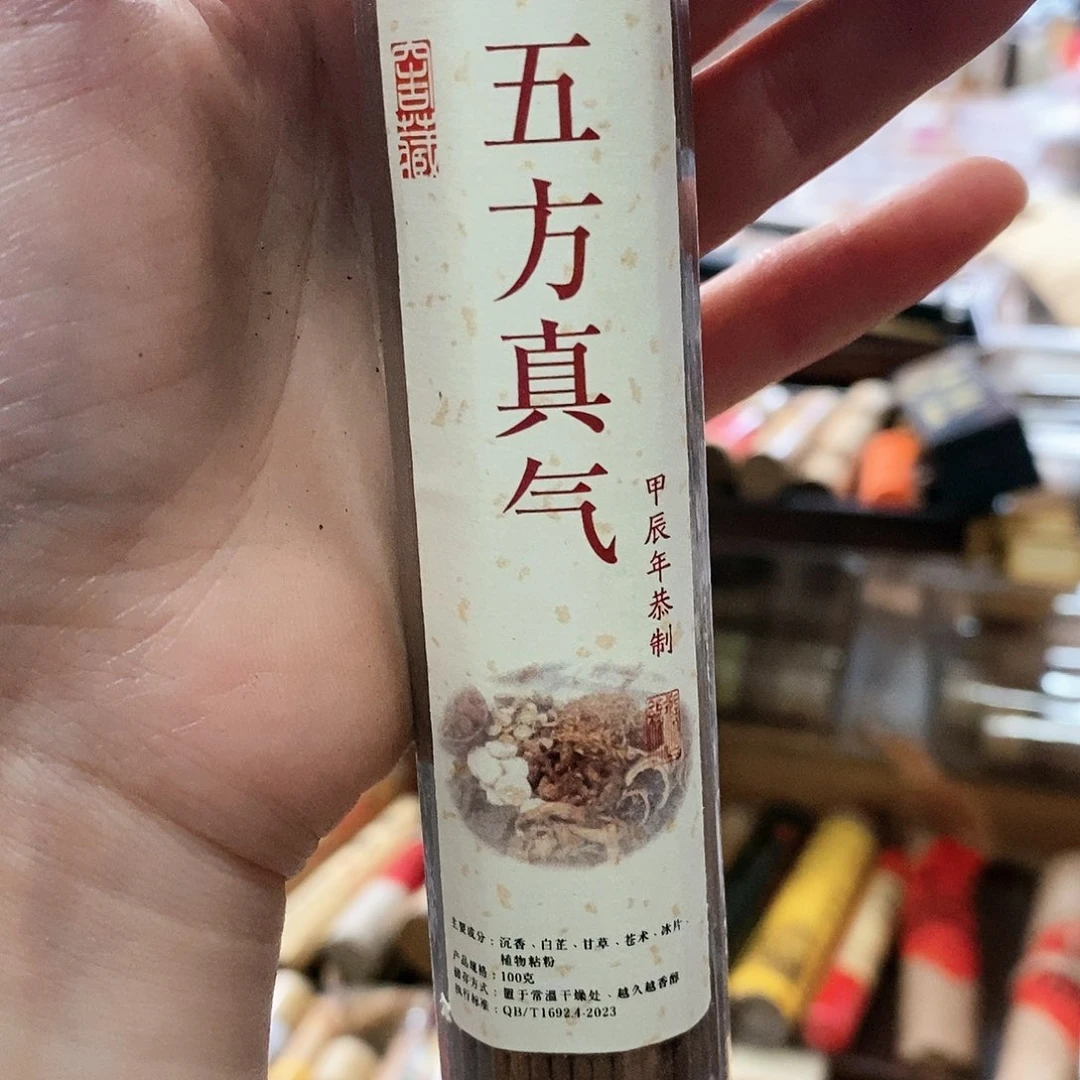 五方真气
甲辰年恭制
主要成分：沉香、白芷、甘草、苍术、冰片、
植物粘粉
产品规格：100克
储存方式：置于常温干燥处、越久越香醇
执行标准：QB/T1692.4-2023